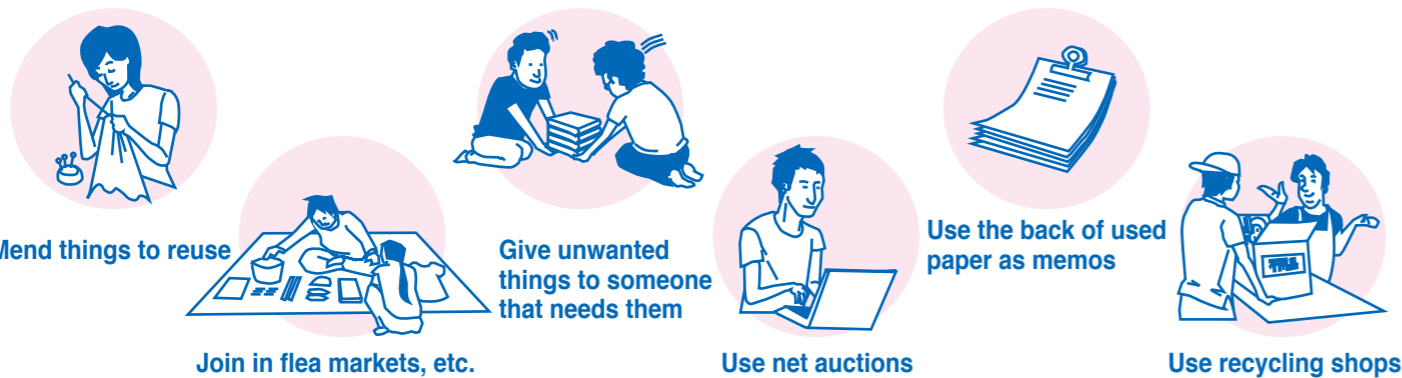 Mend things to reuse
Join in flea markets, etc.
Give unwanted
things to someone
that needs them
Use net auctions
Use the back of used
paper as memos
Use recycling shops